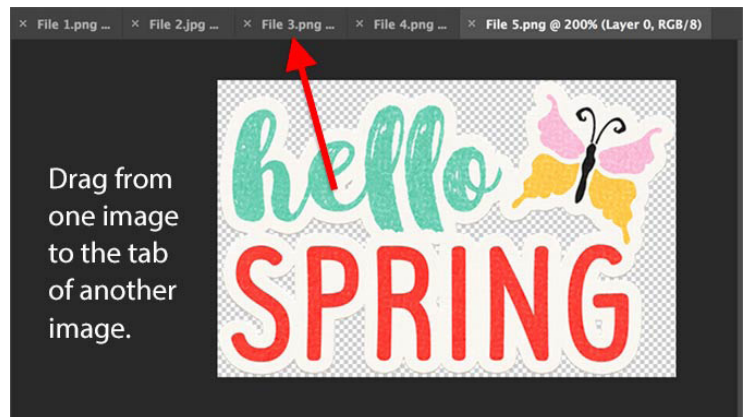 × File 1.png ... × File 2.jpg ... × File 3.png ... × File 4.png ... × File 5.png @ 200% (Layer 0, RGB/8)
hello
SPRING
Drag from
one image
to the tab
of another
image.